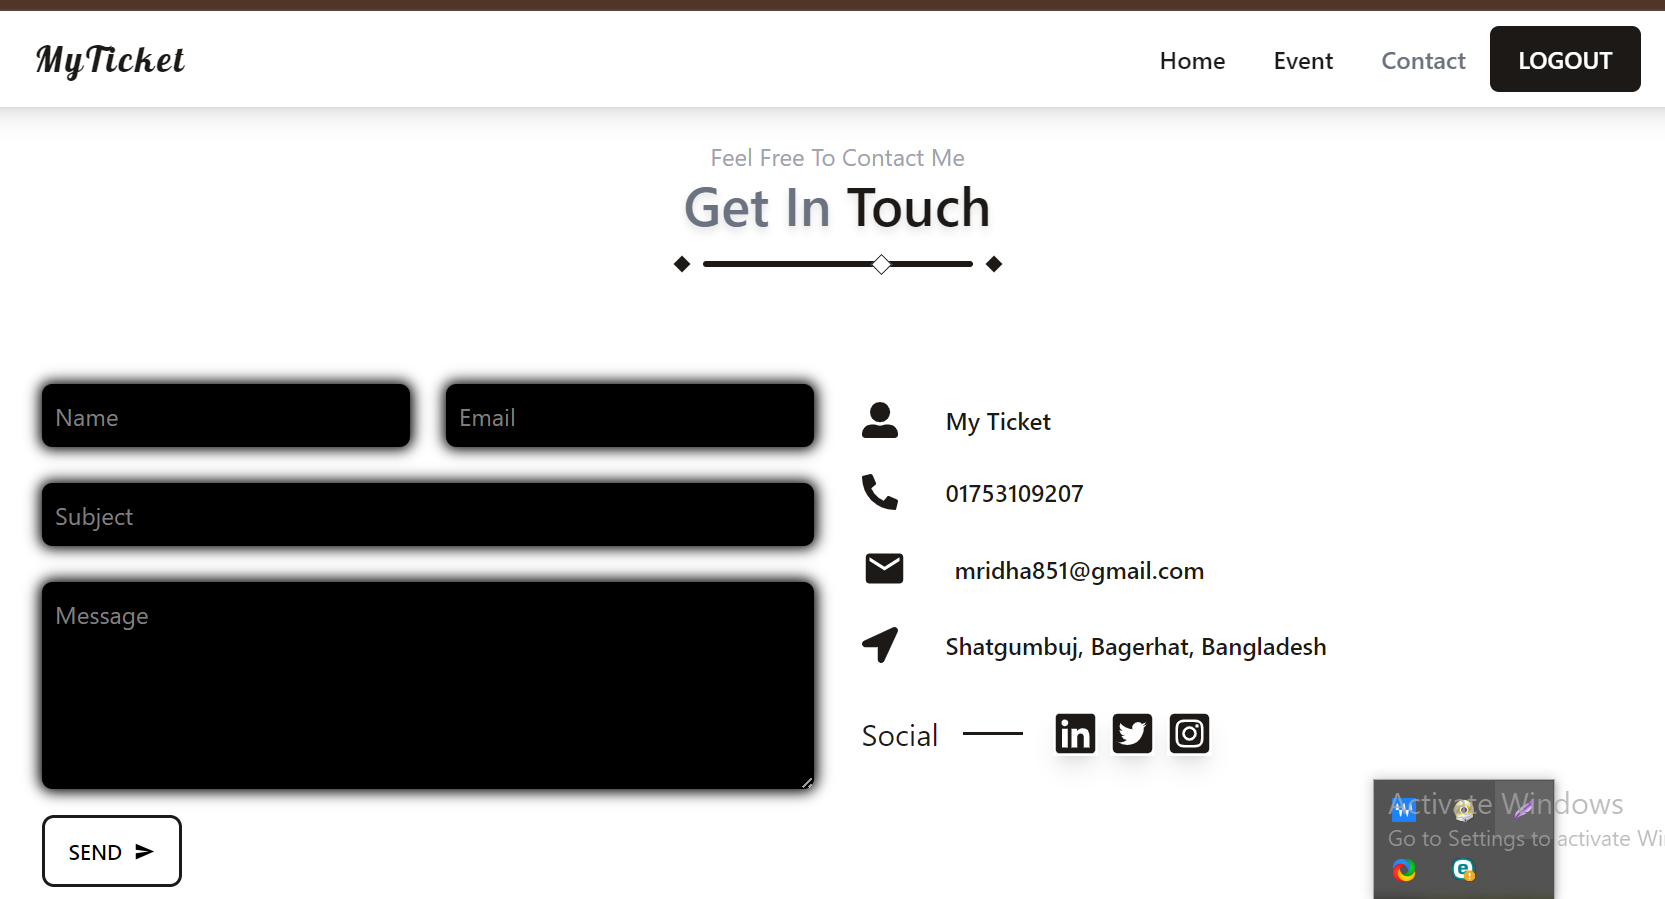 MyTicket
Home Event Contact LOGOUT
Feel Free To Contact Me
Get In Touch
Name Email
Subject
Message
SEND
My Ticket
01753109207
mridha851@gmail.com
Shatgumbuj, Bagerhat, Bangladesh
Social
Activate Windows
Go to Settings to activate Wi